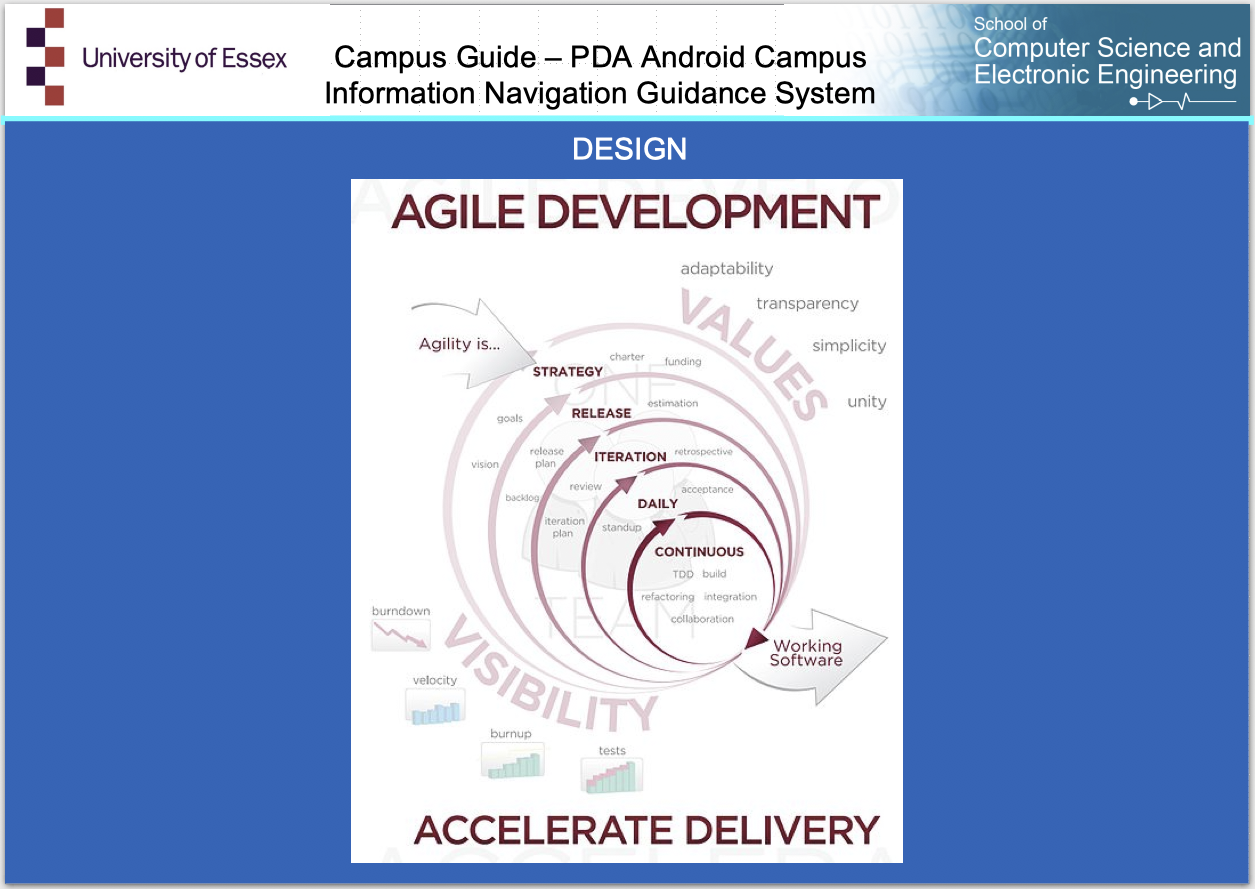 University of Essex
Campus Guide – PDA Android Campus
Information Navigation Guidance System
School of
Computer Science and
Electronic Engineering
DESIGN
AGILE DEVELOPMENT
adaptability
transparency
simplicity
unity
VALUES
Agility is...
STRATEGY
charter
funding
goals
vision
RELEASE
estimation
release
plan
backlog
ITERATION
retrospective
review
iteration
plan
DAILY
acceptance
standup
CONTINUOUS
TDD build
refactoring integration
collaboration
ONE
TEAM
Working
Software
VISIBILITY
burndown
velocity
burnup
tests
ACCELERATE DELIVERY